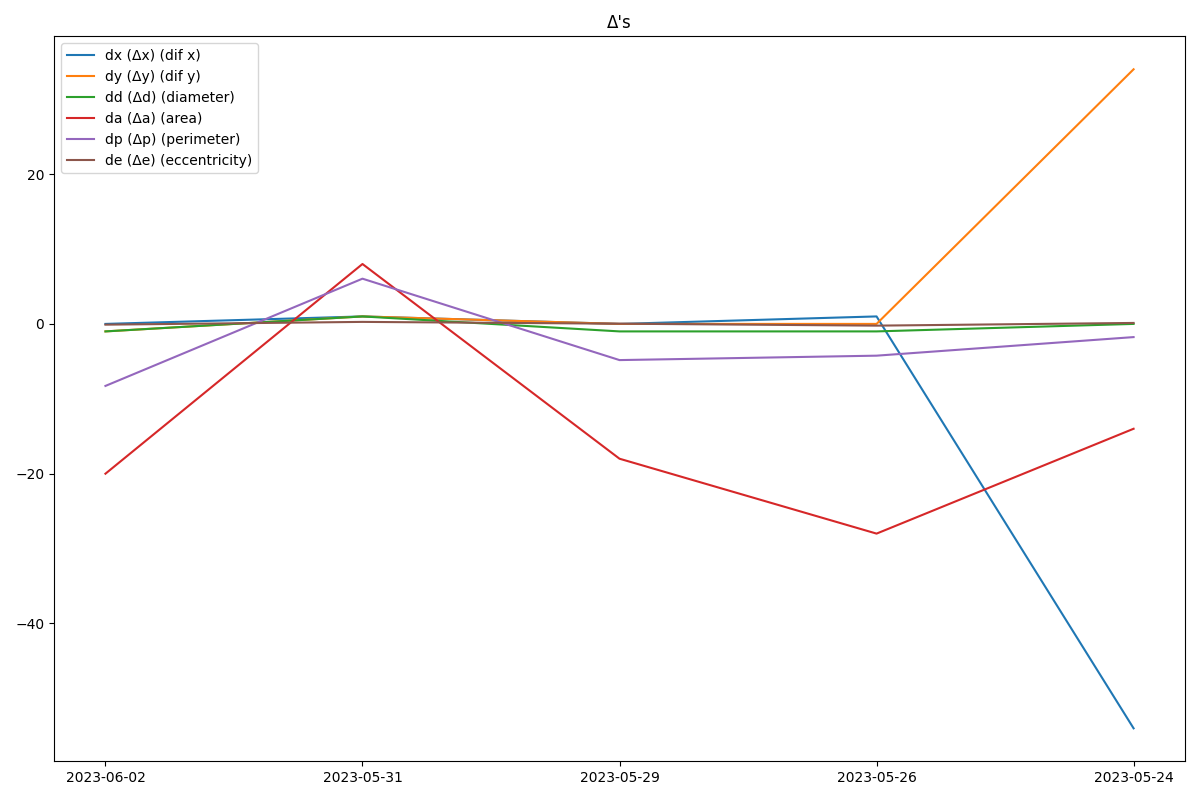 Δ's
dx (Δx) (dif x)
dy (Δy) (dif y)
dd (Δd) (diameter)
da (Δa) (area)
dp (Δp) (perimeter)
de (Δe) (eccentricity)
20
0
−20
−40
2023-06-02 2023-05-31 2023-05-29 2023-05-26 2023-05-24